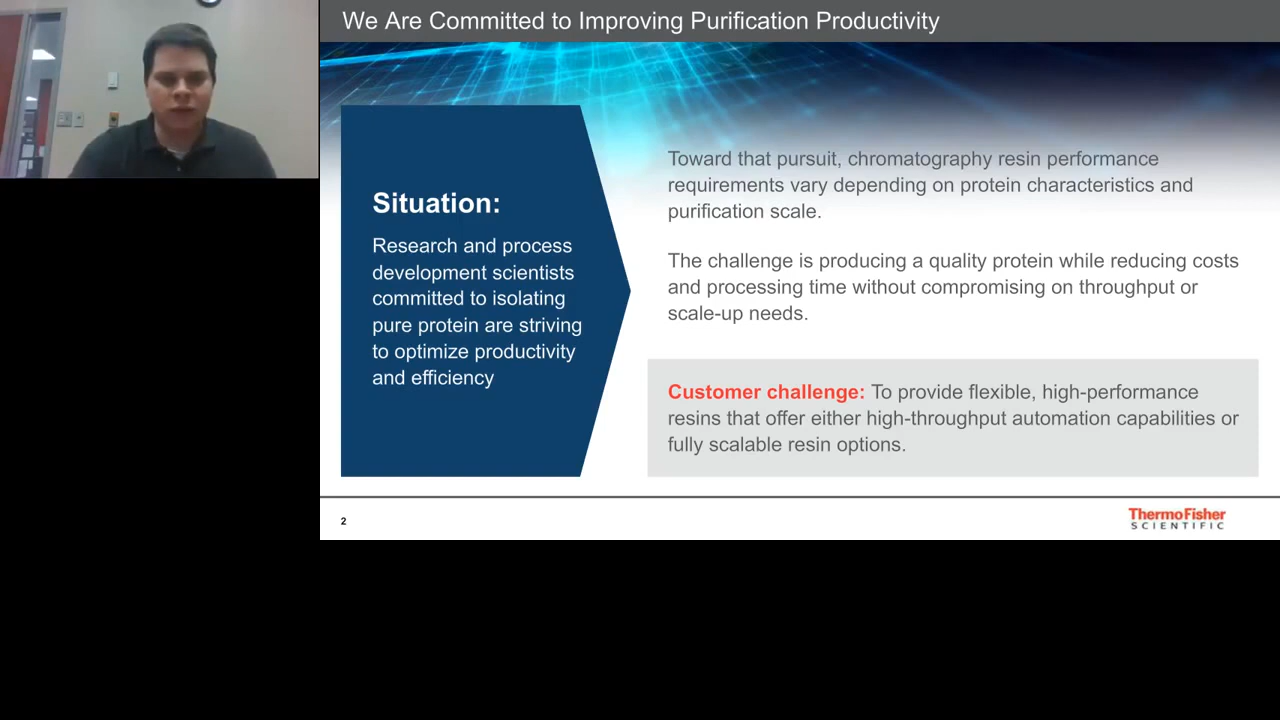 We Are Committed to Improving Purification Productivity
Situation:
Research and process
development scientists
committed to isolating
pure protein are striving
to optimize productivity
and efficiency
Toward that pursuit, chromatography resin performance
requirements vary depending on protein characteristics and
purification scale.
The challenge is producing a quality protein while reducing costs
and processing time without compromising on throughput or
scale-up needs.
Customer challenge: To provide flexible, high-performance
resins that offer either high-throughput automation capabilities or
fully scalable resin options.
2
ThermoFisher
SCIENTIFIC